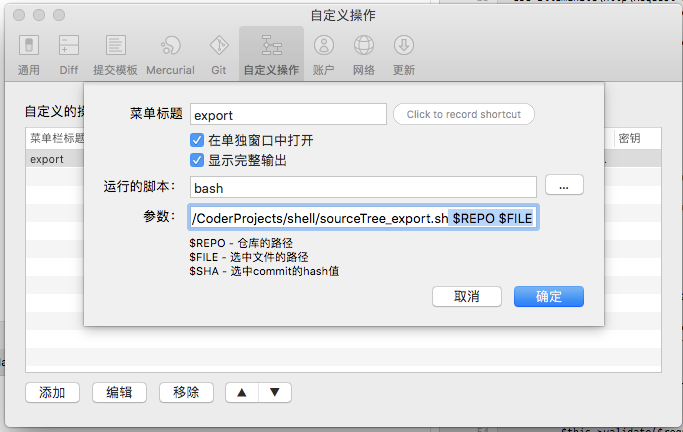 自定义操作
通用 Diff 提交模板 Mercurial Git 自定义操作 账户 网络 更新
自定义的操
菜单栏标题 密钥
export
菜单标题 export Click to record shortcut
在单独窗口中打开
显示完整输出
运行的脚本: bash ...
参数: /CoderProjects/shell/sourceTree_export.sh $REPO $FILE
$REPO - 仓库的路径
$FILE - 选中文件的路径
$SHA - 选中commit的hash值
取消 确定
添加 编辑 移除 ▲ ▼